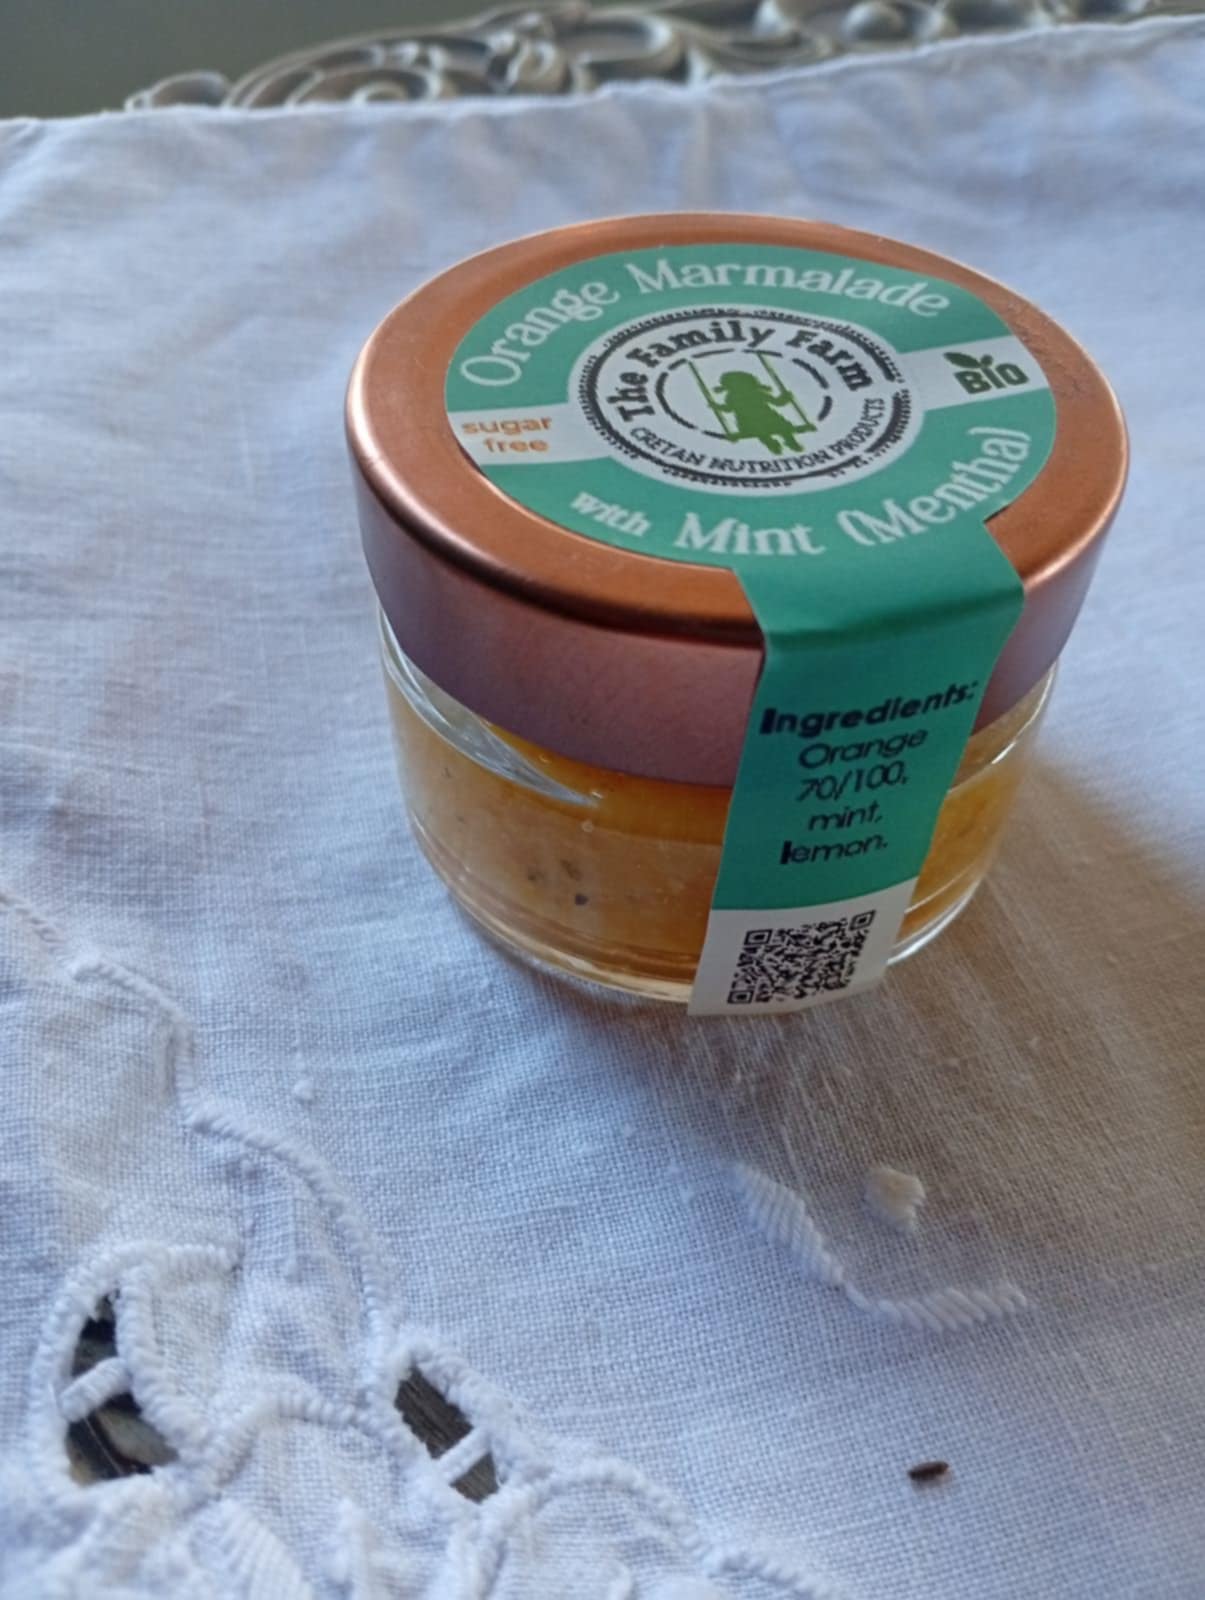 Orange Marmalade
The Family Farm
CRETAN NUTRITION PRODUCTS
sugar
free
BIO
with Mint (Mentha)
Ingredients:
Orange
70/100,
mint,
lemon.